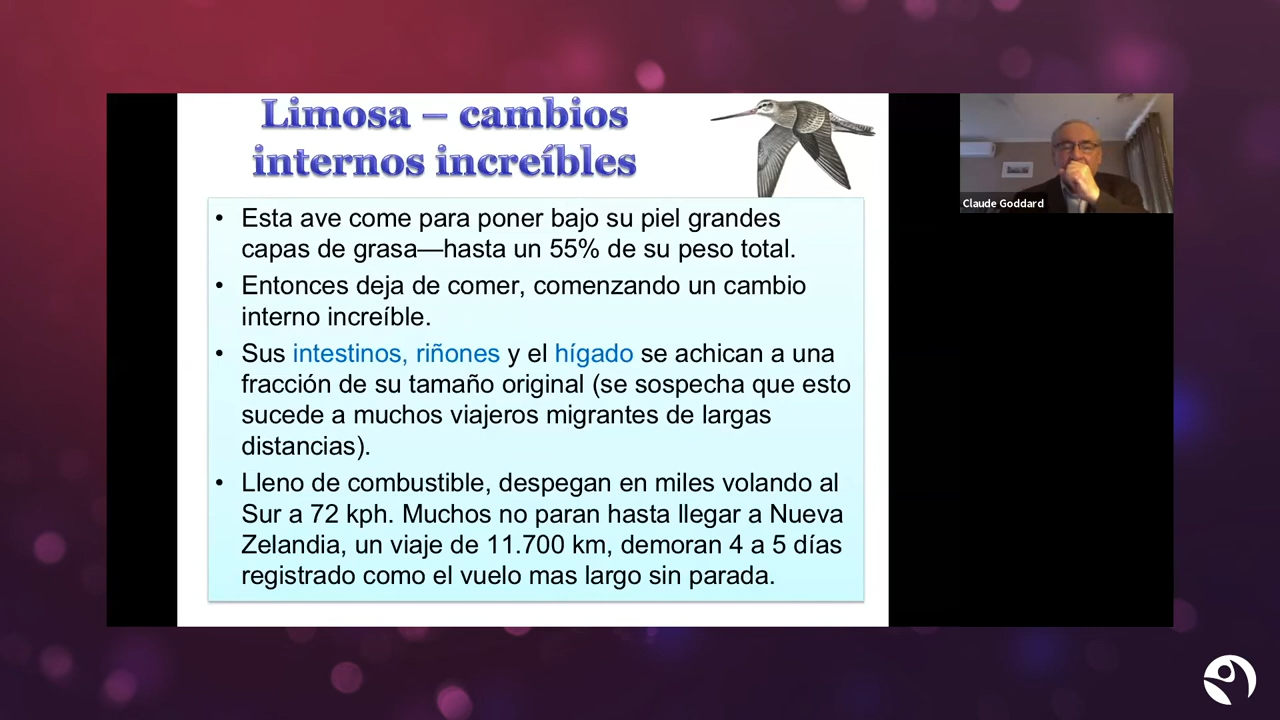 Limosa – cambios
internos increíbles
• Esta ave come para poner bajo su piel grandes
capas de grasa—hasta un 55% de su peso total.
• Entonces deja de comer, comenzando un cambio
interno increíble.
• Sus intestinos, riñones y el hígado se achican a una
fracción de su tamaño original (se sospecha que esto
sucede a muchos viajeros migrantes de largas
distancias).
• Lleno de combustible, despegan en miles volando al
Sur a 72 kph. Muchos no paran hasta llegar a Nueva
Zelandia, un viaje de 11.700 km, demoran 4 a 5 días
registrado como el vuelo mas largo sin parada.
Claude Goddard